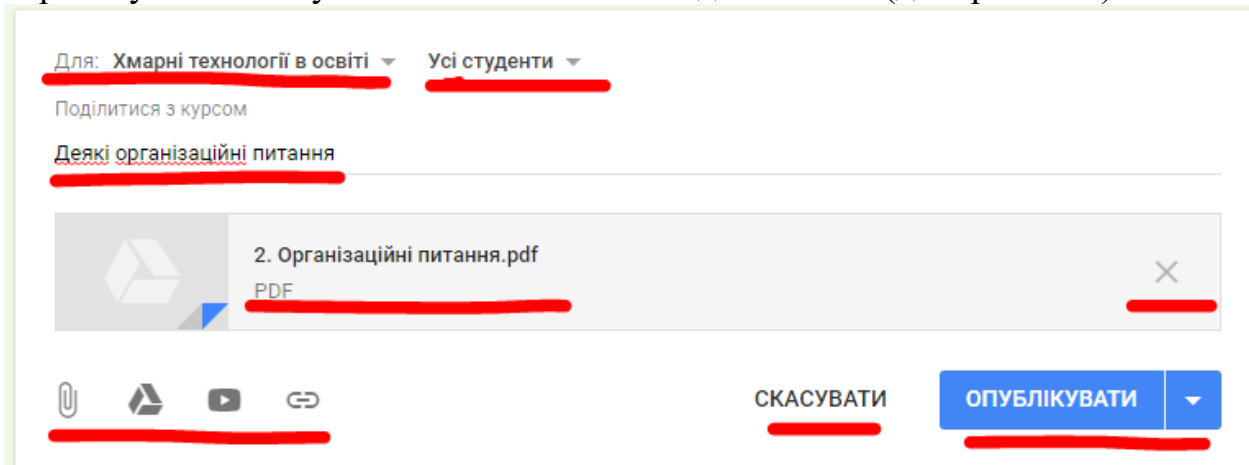 Для: Хмарні технології в освіті Усі студенти
Поділитися з курсом
Деякі організаційні питання
2. Організаційні питання.pdf
PDF
СКАСУВАТИ ОПУБЛІКУВАТИ